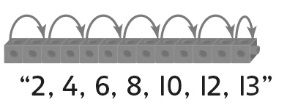 “2, 4, 6, 8, 10, 12, 13”